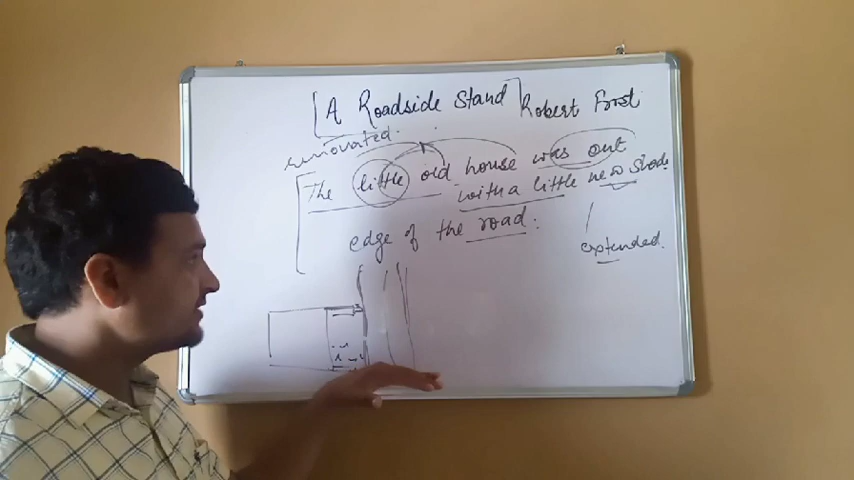 A Roadside Stand Robert Frost
renovated.
The little old house was out
with a little new shed.
edge of the road.
extended.